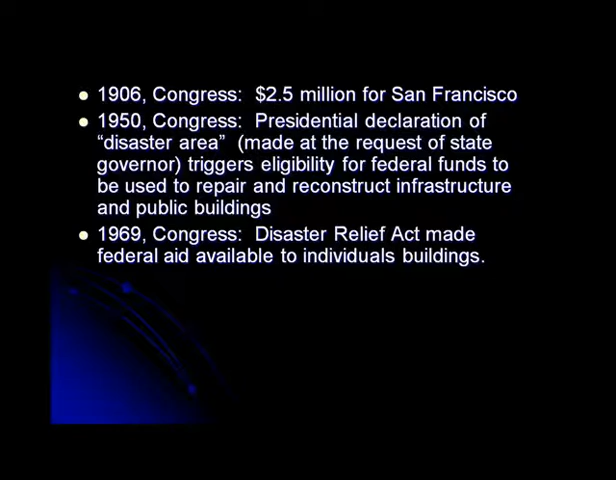 1906, Congress:  $2.5 million for San Francisco
1950, Congress:  Presidential declaration of
“disaster area”  (made at the request of state
governor) triggers eligibility for federal funds to
be used to repair and reconstruct infrastructure
and public buildings
1969, Congress:  Disaster Relief Act made
federal aid available to individuals buildings.